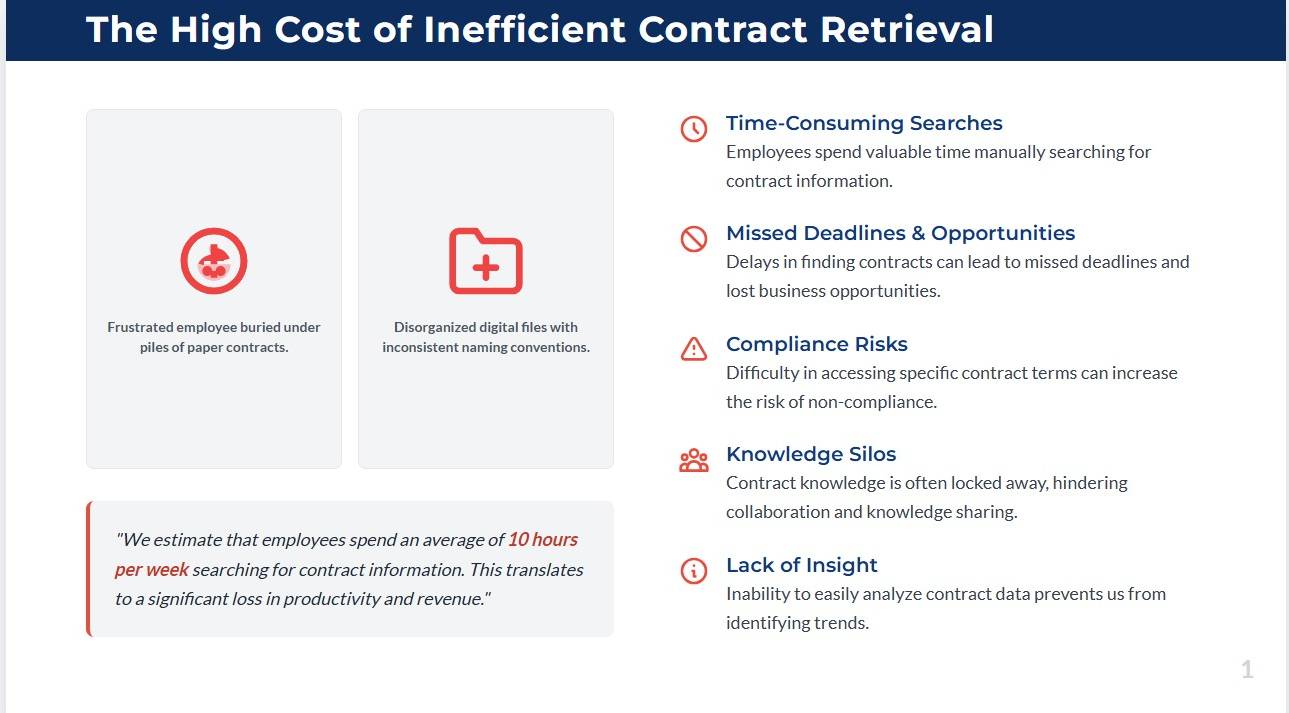 The High Cost of Inefficient Contract Retrieval
Frustrated employee buried under
piles of paper contracts.
Disorganized digital files with
inconsistent naming conventions.
"We estimate that employees spend an average of 10 hours
per week searching for contract information. This translates
to a significant loss in productivity and revenue."
Time-Consuming Searches
Employees spend valuable time manually searching for
contract information.
Missed Deadlines & Opportunities
Delays in finding contracts can lead to missed deadlines and
lost business opportunities.
Compliance Risks
Difficulty in accessing specific contract terms can increase
the risk of non-compliance.
Knowledge Silos
Contract knowledge is often locked away, hindering
collaboration and knowledge sharing.
Lack of Insight
Inability to easily analyze contract data prevents us from
identifying trends.
1